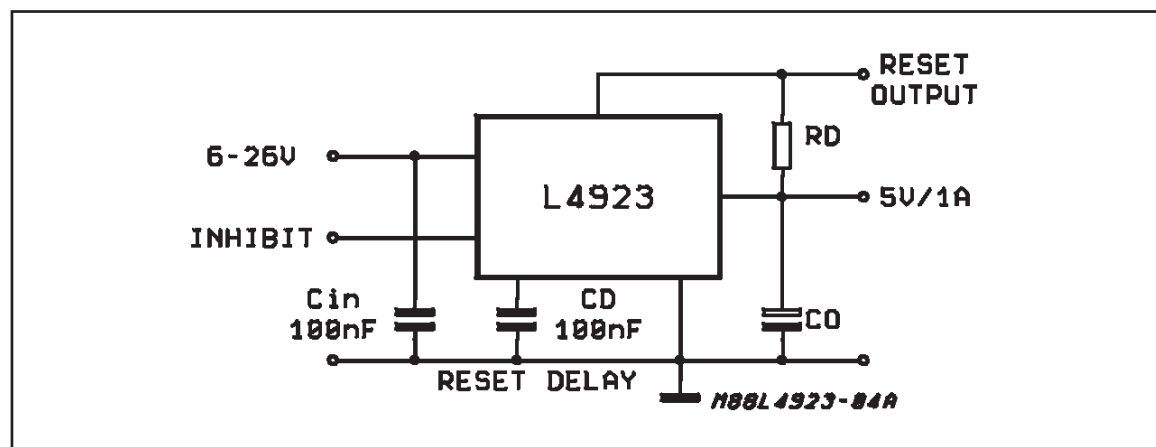 RESET
OUTPUT
RD
6-26V
L4923
5V/1A
INHIBIT
Cin
100nF
CD
100nF
CO
RESET DELAY
M88L4923-04A